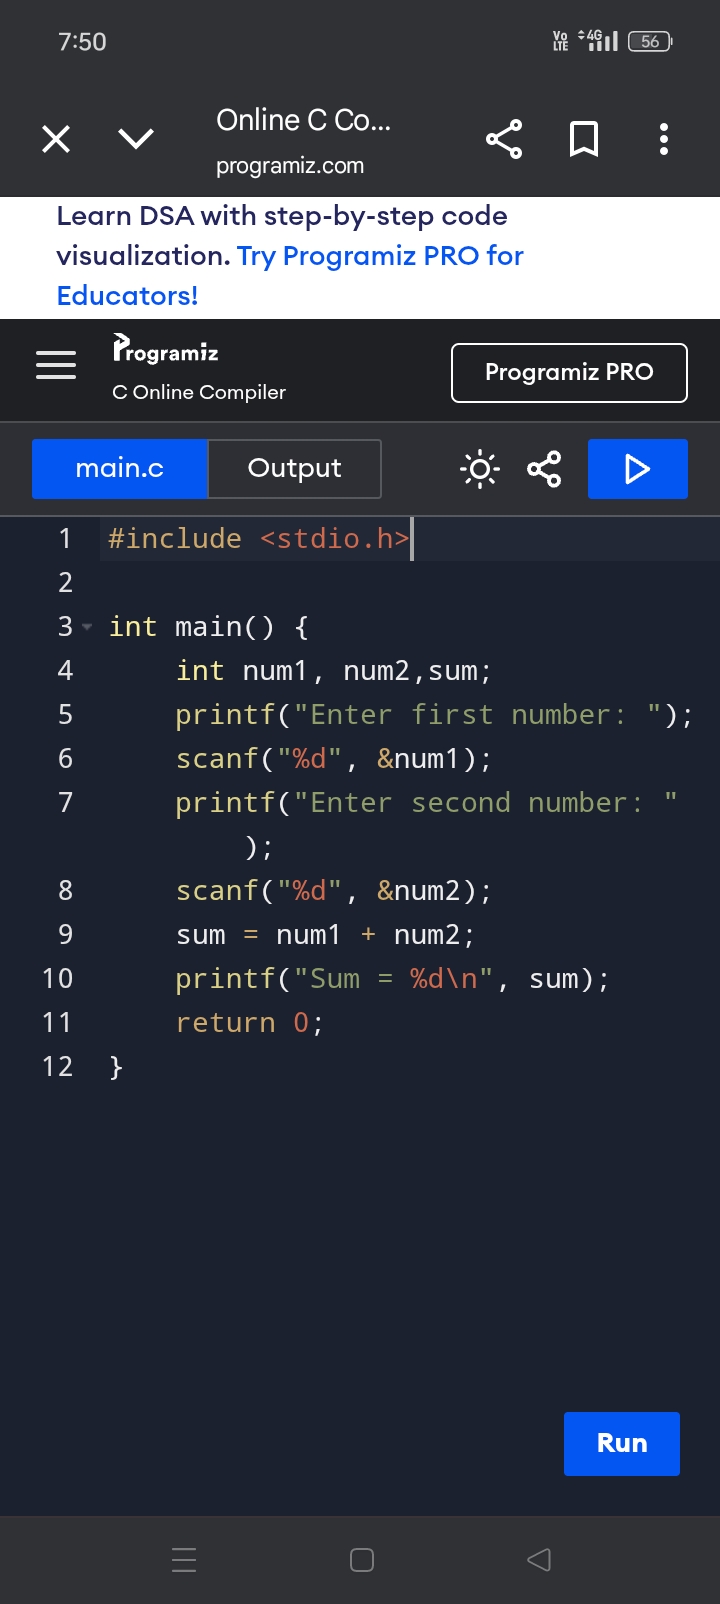 7:50
Vo LTE 4G 56
Online C Co...
programiz.com
Learn DSA with step-by-step code
visualization. Try Programiz PRO for
Educators!
Programiz
C Online Compiler
Programiz PRO
main.c
Output
1 #include <stdio.h>
2
3 int main() {
4     int num1, num2,sum;
5     printf("Enter first number: ");
6     scanf("%d", &num1);
7     printf("Enter second number: "
        );
8     scanf("%d", &num2);
9     sum = num1 + num2;
10     printf("Sum = %d\n", sum);
11     return 0;
12 }
Run